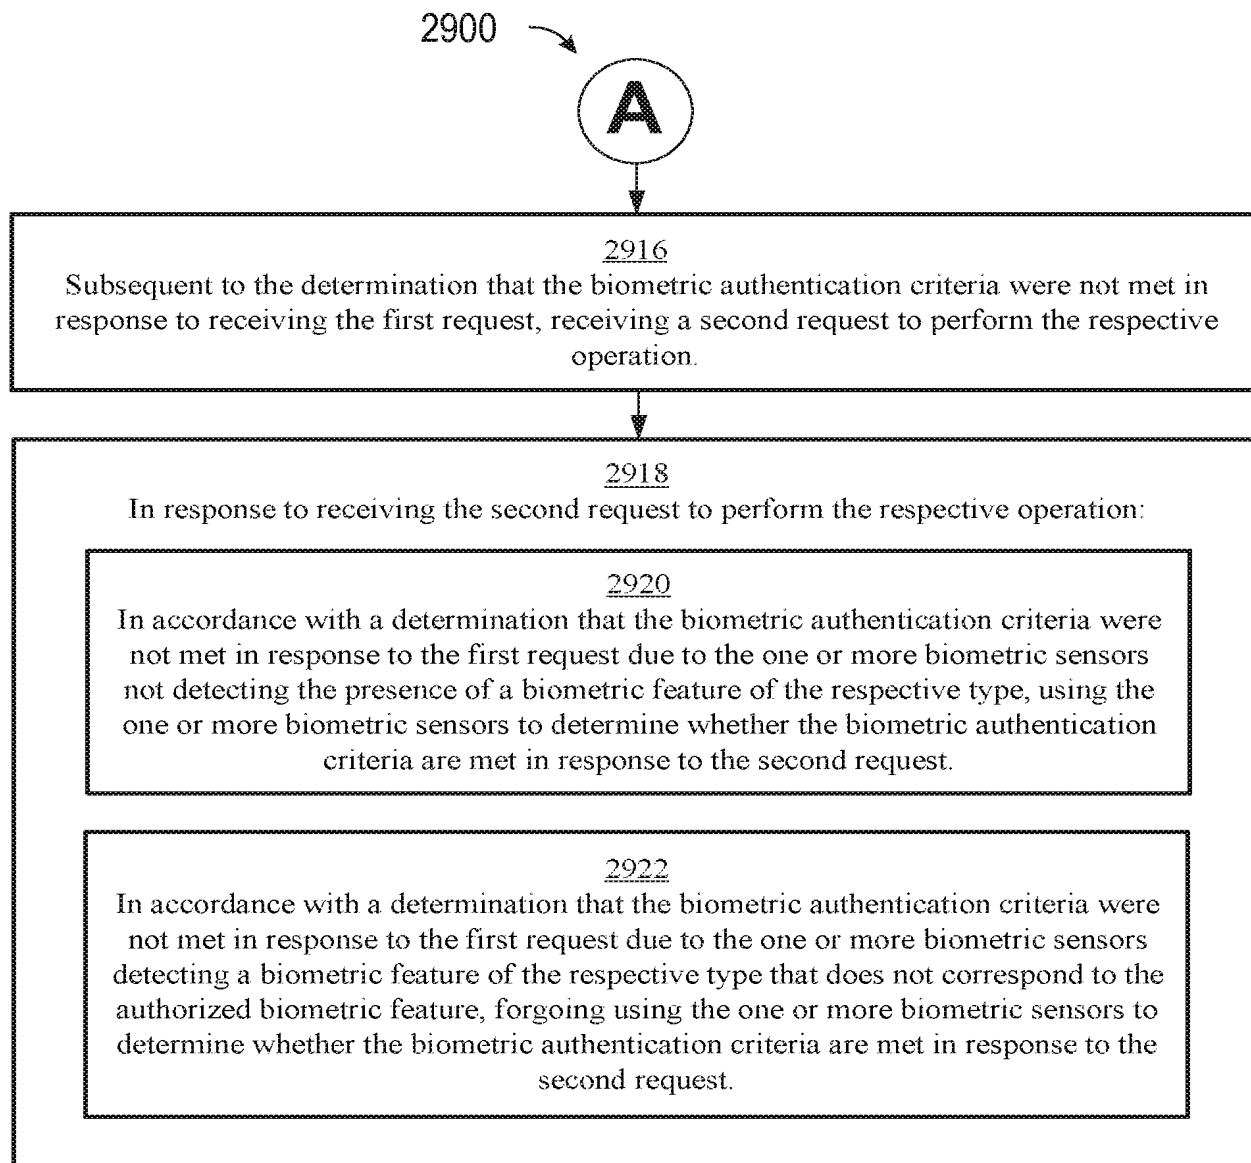 2900
A
2916
Subsequent to the determination that the biometric authentication criteria were not met in
response to receiving the first request, receiving a second request to perform the respective
operation.
2918
In response to receiving the second request to perform the respective operation:
2920
In accordance with a determination that the biometric authentication criteria were
not met in response to the first request due to the one or more biometric sensors
not detecting the presence of a biometric feature of the respective type, using the
one or more biometric sensors to determine whether the biometric authentication
criteria are met in response to the second request.
2922
In accordance with a determination that the biometric authentication criteria were
not met in response to the first request due to the one or more biometric sensors
detecting a biometric feature of the respective type that does not correspond to the
authorized biometric feature, forgoing using the one or more biometric sensors to
determine whether the biometric authentication criteria are met in response to the
second request.